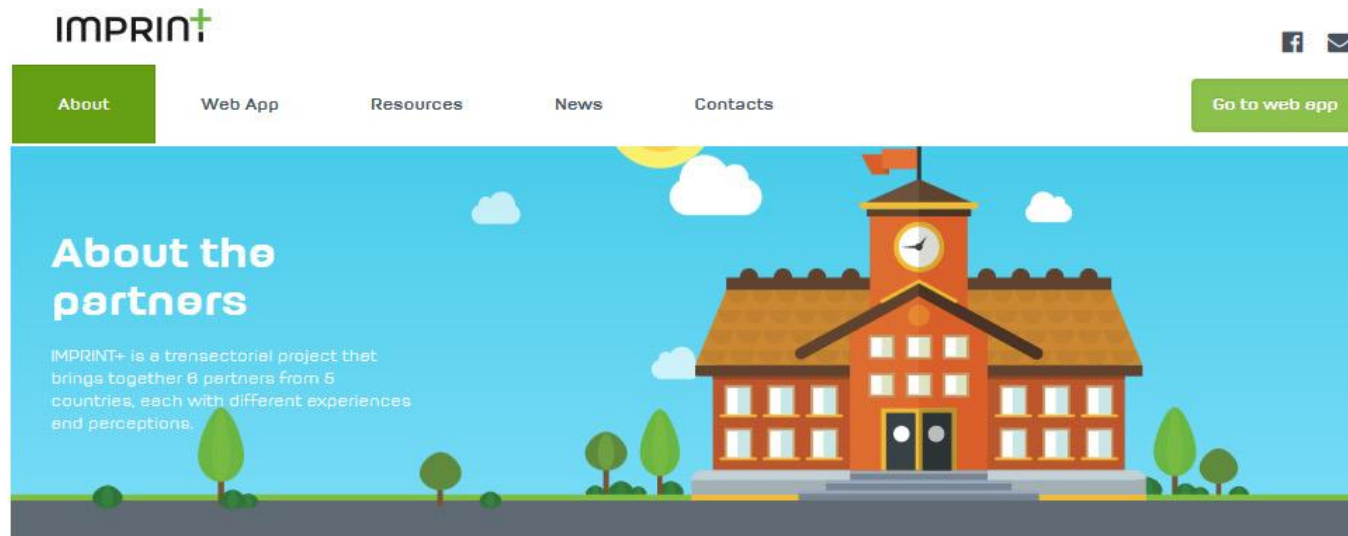 IMPRINT+
About Web App Resources News Contacts Go to web app
About the
partners
IMPRINT+ is a transectorial project that
brings together 6 partners from 5
countries, each with different experiences
and perceptions.